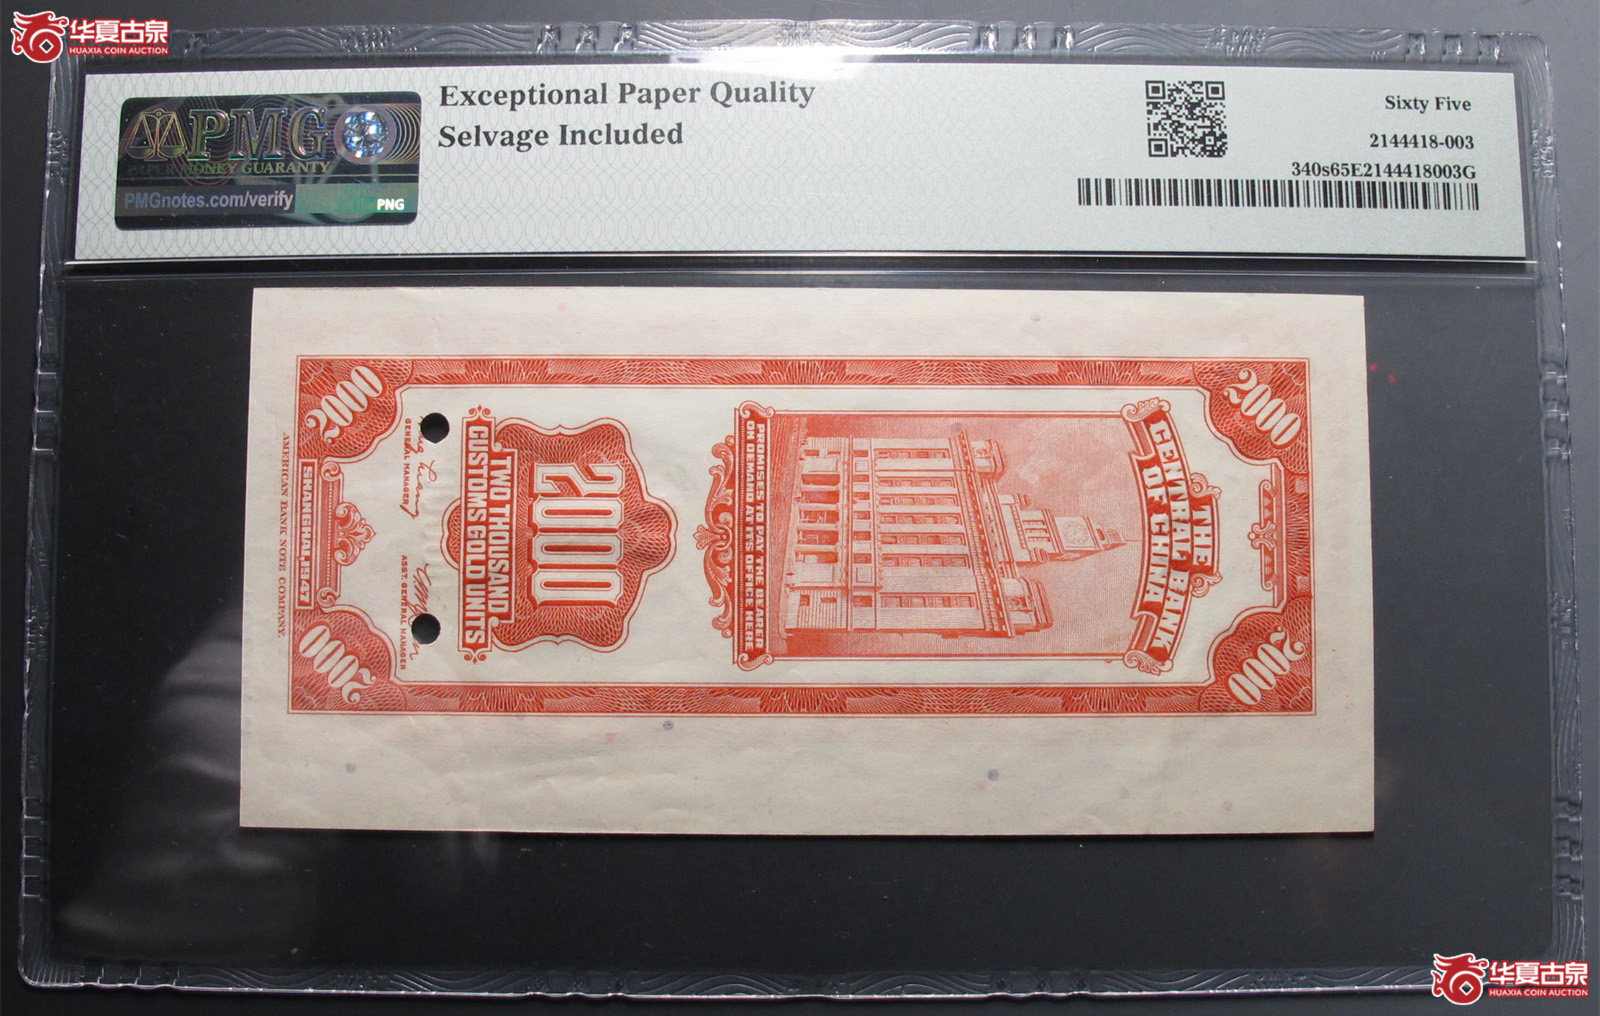 华夏古泉
HUAXIA COIN AUCTION
PMG
PAPER MONEY GUARANTY
PMGnotes.com/verify
PNG
Exceptional Paper Quality
Selvage Included
Sixty Five
2144418-003
340s65E2144418003G
THE
CENTRAL BANK
OF CHINA
PROMISES TO PAY THE BEARER
ON DEMAND AT ITS OFFICE HERE
2000
TWO THOUSAND
CUSTOMS GOLD UNITS
GENERAL MANAGER
ASST. GENERAL MANAGER
SHANGHAI, 1947
AMERICAN BANK NOTE COMPANY.
2000
2000
2000
2000
华夏古泉
HUAXIA COIN AUCTION